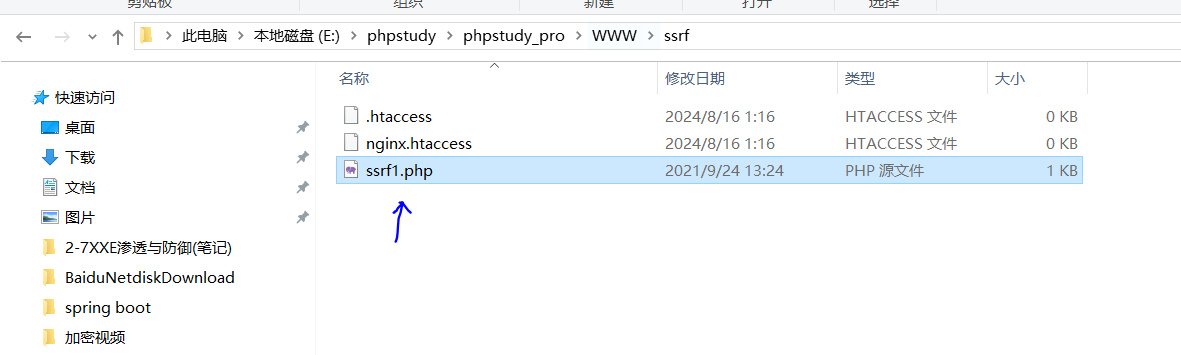 剪贴板 组织 新建 打开 选择
此电脑 本地磁盘 (E:) phpstudy phpstudy_pro WWW ssrf
名称 修改日期 类型 大小
快速访问
桌面
下载
文档
图片
2-7XXE渗透与防御(笔记)
BaiduNetdiskDownload
spring boot
加密视频
.htaccess 2024/8/16 1:16 HTACCESS 文件 0 KB
nginx.htaccess 2024/8/16 1:16 HTACCESS 文件 0 KB
ssrf1.php 2021/9/24 13:24 PHP 源文件 1 KB